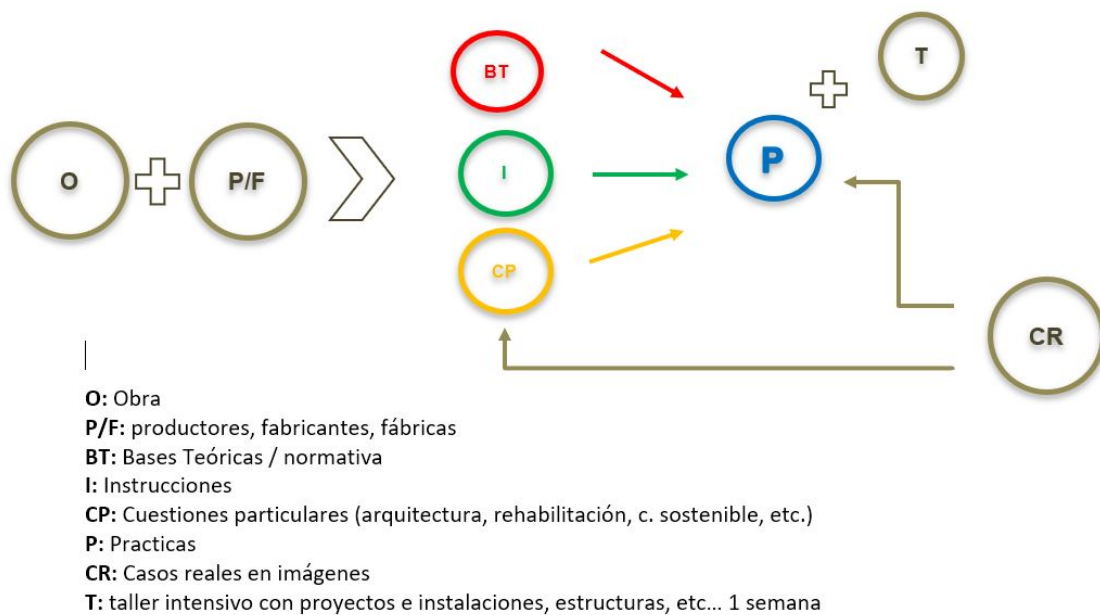 BT
T
O
P/F
I
P
CP
CR
O: Obra
P/F: productores, fabricantes, fábricas
BT: Bases Teóricas / normativa
I: Instrucciones
CP: Cuestiones particulares (arquitectura, rehabilitación, c. sostenible, etc.)
P: Practicas
CR: Casos reales en imágenes
T: taller intensivo con proyectos e instalaciones, estructuras, etc... 1 semana